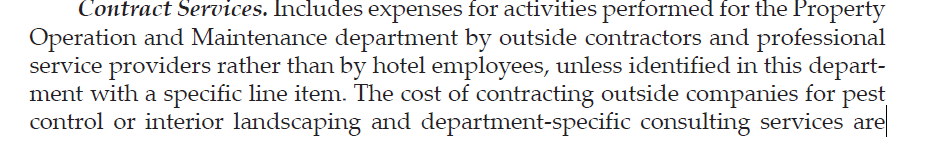 Contract Services. Includes expenses for activities performed for the Property
Operation and Maintenance department by outside contractors and professional
service providers rather than by hotel employees, unless identified in this depart-
ment with a specific line item. The cost of contracting outside companies for pest
control or interior landscaping and department-specific consulting services are